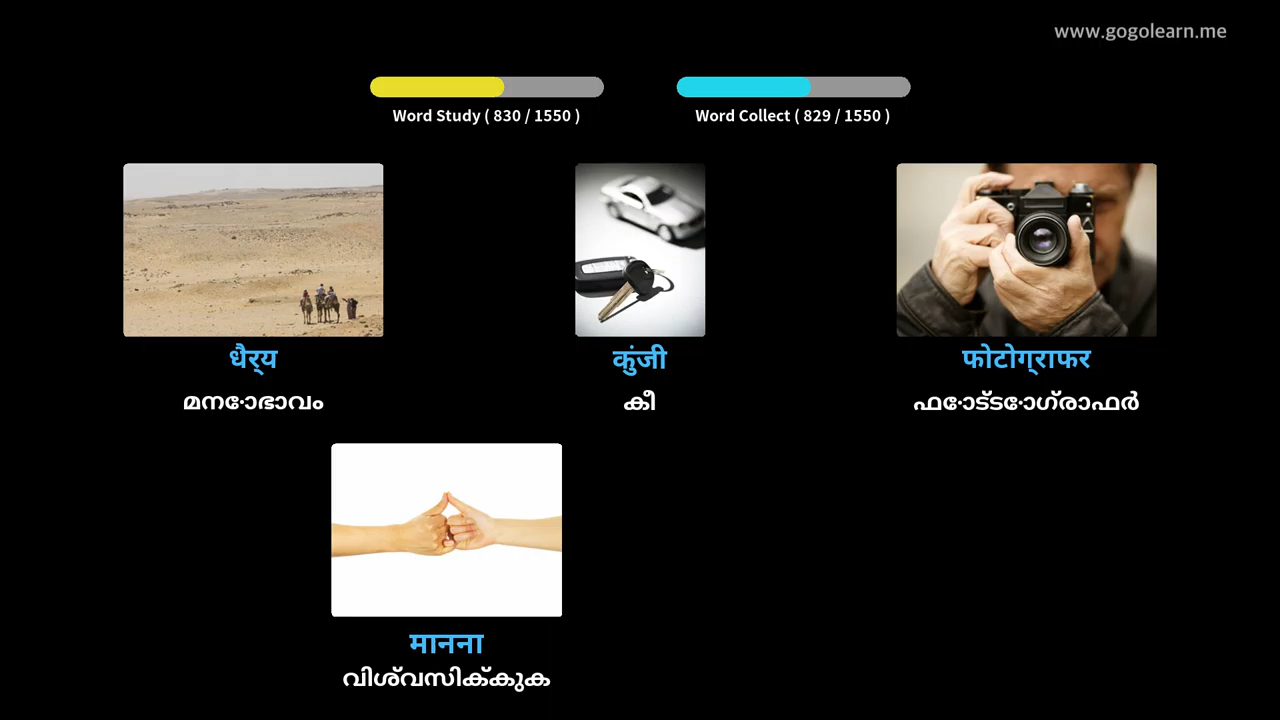 www.gogolearn.me
Word Study ( 830 / 1550 )
Word Collect ( 829 / 1550 )
धैर्य
कुंजी
फोटोग्राफर
മനോഭാവം
കീ
ഫോട്ടോഗ്രാഫർ
मानना
വിശ്വസിക്കുക